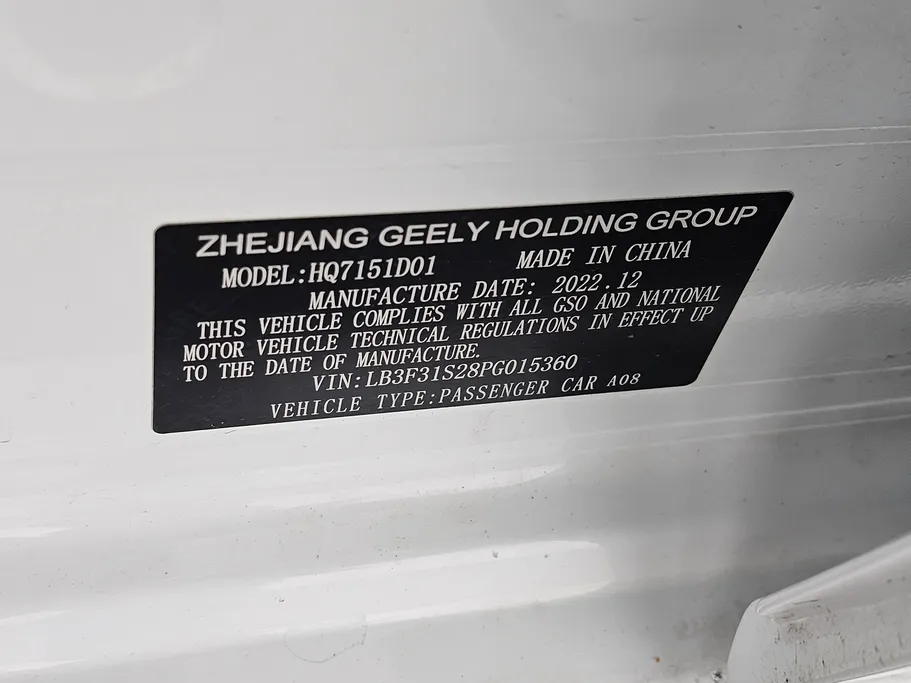 ZHEJIANG GEELY HOLDING GROUP
MODEL:HQ7151D01 MADE IN CHINA
MANUFACTURE DATE: 2022.12
THIS VEHICLE COMPLIES WITH ALL GSO AND NATIONAL
MOTOR VEHICLE TECHNICAL REGULATIONS IN EFFECT UP
TO THE DATE OF MANUFACTURE.
VIN:LB3F31S28PG015360
VEHICLE TYPE:PASSENGER CAR A08